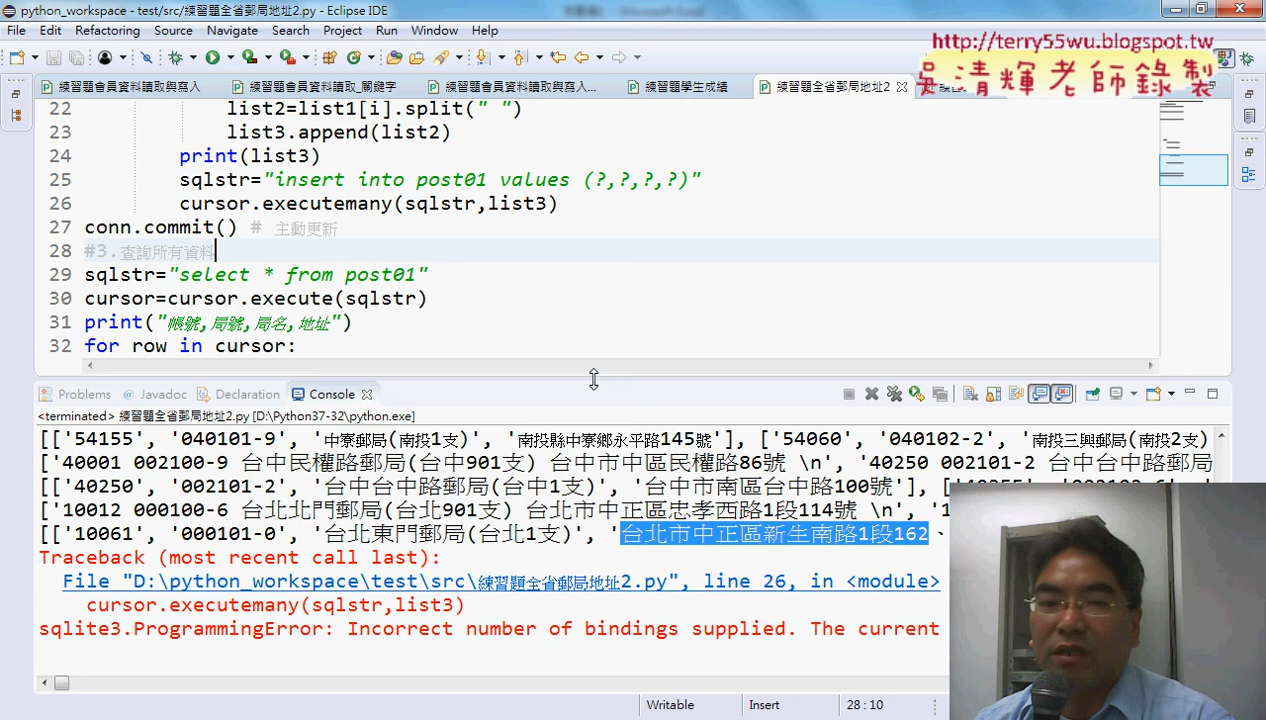 python_workspace - test/src/練習題全省郵局地址2.py - Eclipse IDE
File Edit Refactoring Source Navigate Search Project Run Window Help
http://terry55wu.blogspot.tw
吳清輝老師錄製
練習題會員資料讀取與寫入 練習題會員資料讀取_關鍵字 練習題會員資料讀取與寫入... 練習題學生成績 練習題全省郵局地址2
22 list2=list1[i].split(" ")
23 list3.append(list2)
24 print(list3)
25 sqlstr="insert into post01 values (?,?,?,?)"
26 cursor.executemany(sqlstr,list3)
27 conn.commit() # 主動更新
28 #3.查詢所有資料
29 sqlstr="select * from post01"
30 cursor=cursor.execute(sqlstr)
31 print("帳號,局號,局名,地址")
32 for row in cursor:
Problems @ Javadoc Declaration Console
<terminated> 練習題全省郵局地址2.py [D:\Python37-32\python.exe]
[['54155', '040101-9', '中寮郵局(南投1支)', '南投縣中寮鄉永平路145號'], ['54060', '040102-2', '南投三興郵局(南投2支)
['40001 002100-9 台中民權路郵局(台中901支) 台中市中區民權路86號 \n', '40250 002101-2 台中台中路郵局
[['40250', '002101-2', '台中台中路郵局(台中1支)', '台中市南區台中路100號'], [
['10012 000100-6 台北北門郵局(台北901支) 台北市中正區忠孝西路1段114號 \n', '1
[['10061', '000101-0', '台北東門郵局(台北1支)', '台北市中正區新生南路1段162、
Traceback (most recent call last):
File "D:\python_workspace\test\src\練習題全省郵局地址2.py", line 26, in <module>
cursor.executemany(sqlstr,list3)
sqlite3.ProgrammingError: Incorrect number of bindings supplied. The current
Writable Insert 28:10